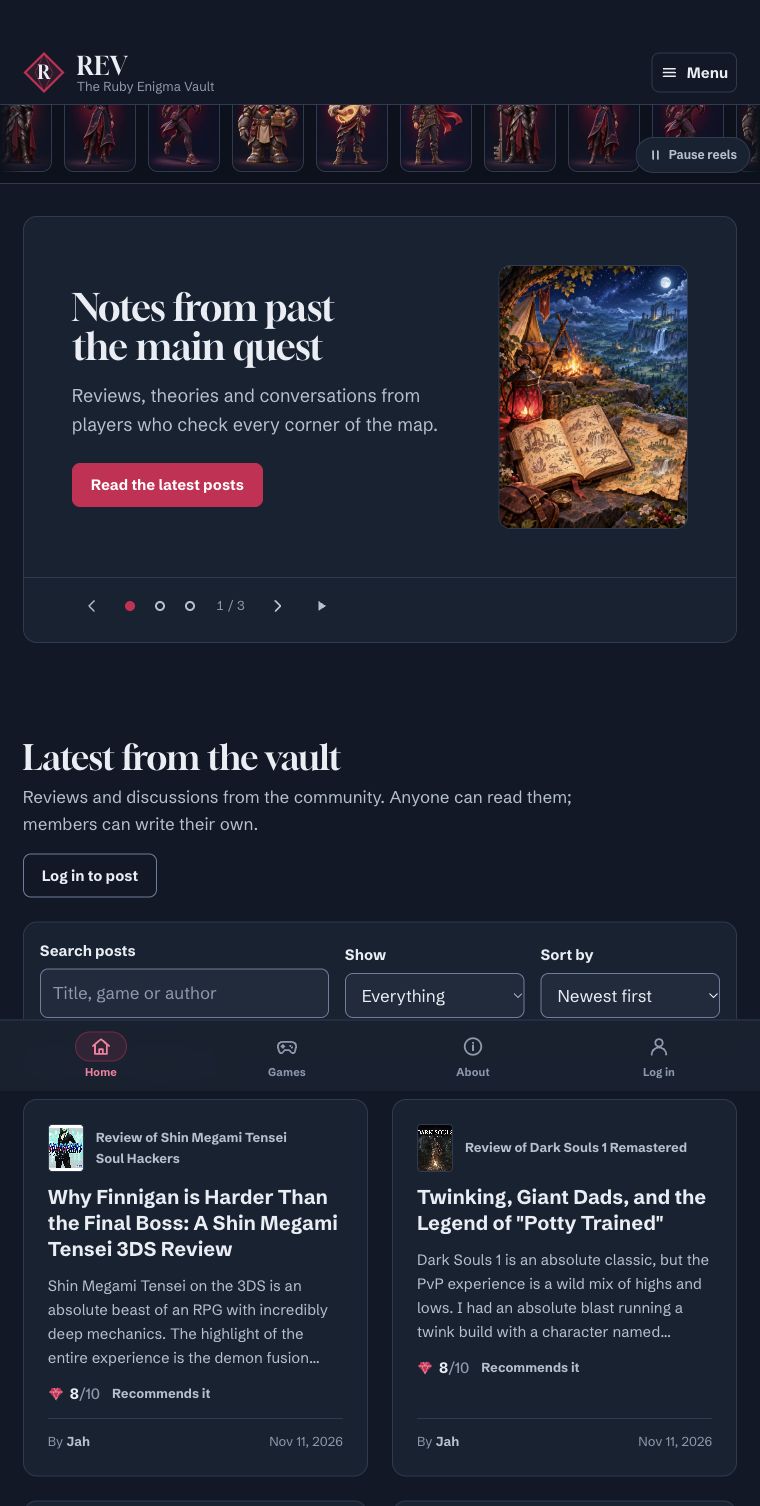 R REV
The Ruby Enigma Vault
Menu
Pause reels
Notes from past
the main quest
Reviews, theories and conversations from
players who check every corner of the map.
Read the latest posts
1 / 3
Latest from the vault
Reviews and discussions from the community. Anyone can read them;
members can write their own.
Log in to post
Search posts
Show
Sort by
Title, game or author
Everything
Newest first
Home
Games
About
Log in
Review of Shin Megami Tensei
Soul Hackers
Why Finnigan is Harder Than
the Final Boss: A Shin Megami
Tensei 3DS Review
Shin Megami Tensei on the 3DS is an
absolute beast of an RPG with incredibly
deep mechanics. The highlight of the
entire experience is the demon fusion…
8/10 Recommends it
By Jah
Nov 11, 2026
DARK SOULS
Review of Dark Souls 1 Remastered
Twinking, Giant Dads, and the
Legend of "Potty Trained"
Dark Souls 1 is an absolute classic, but the
PvP experience is a wild mix of highs and
lows. I had an absolute blast running a
twink build with a character named…
8/10 Recommends it
By Jah
Nov 11, 2026